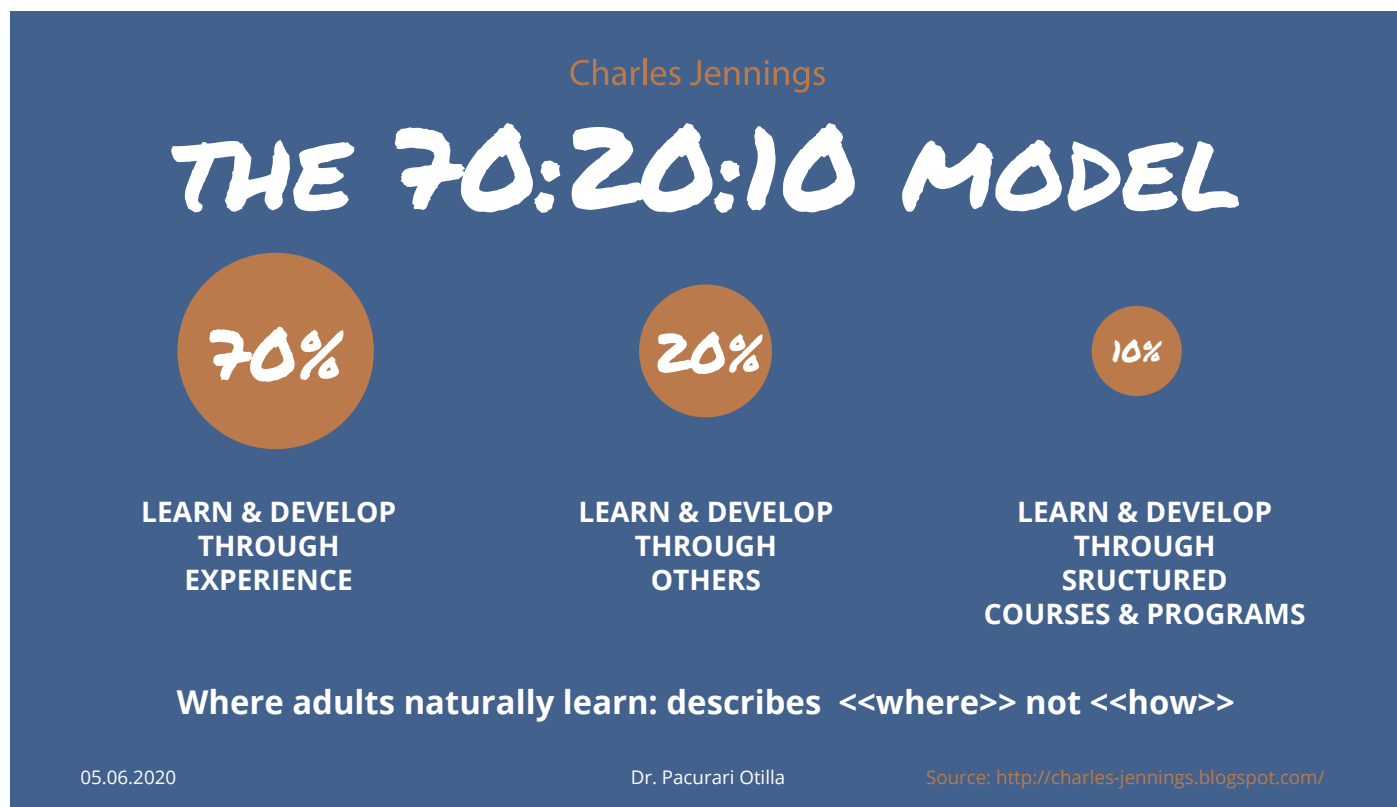 Charles Jennings
THE 70:20:10 MODEL
70%
20%
10%
LEARN & DEVELOP
THROUGH
EXPERIENCE
LEARN & DEVELOP
THROUGH
OTHERS
LEARN & DEVELOP
THROUGH
SRUCTURED
COURSES & PROGRAMS
Where adults naturally learn: describes <<where>> not <<how>>
05.06.2020
Dr. Pacurari Otilla
Source: http://charles-jennings.blogspot.com/